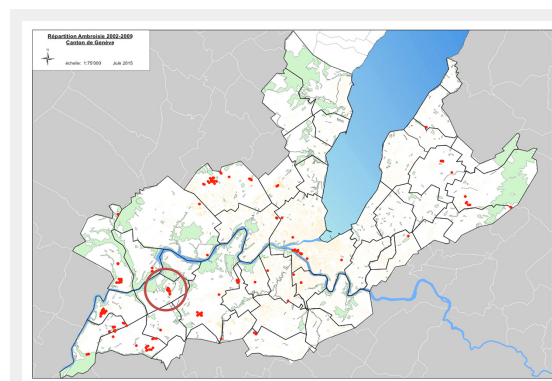 Répartition Ambroisie 2002-2009
Canton de Genève
N
échelle: 1:75'000 Juin 2015